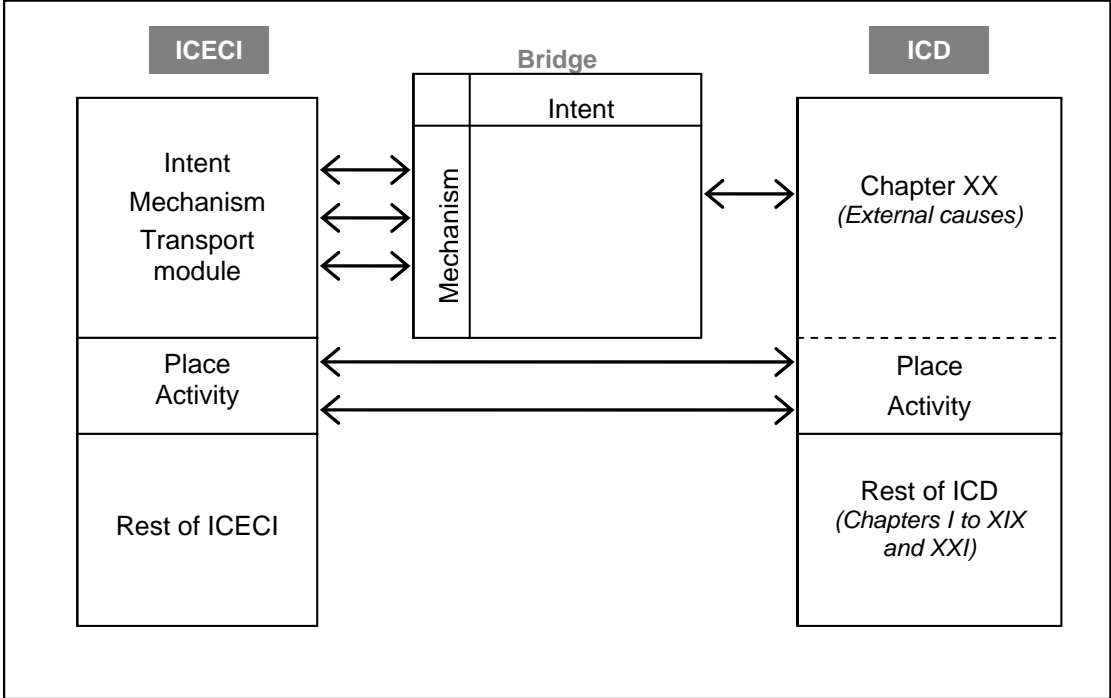 ICECI
Bridge
ICD
Intent
Intent
Mechanism
Transport
module
Mechanism
Chapter XX
(External causes)
Place
Activity
Place
Activity
Rest of ICECI
Rest of ICD
(Chapters I to XIX
and XXI)